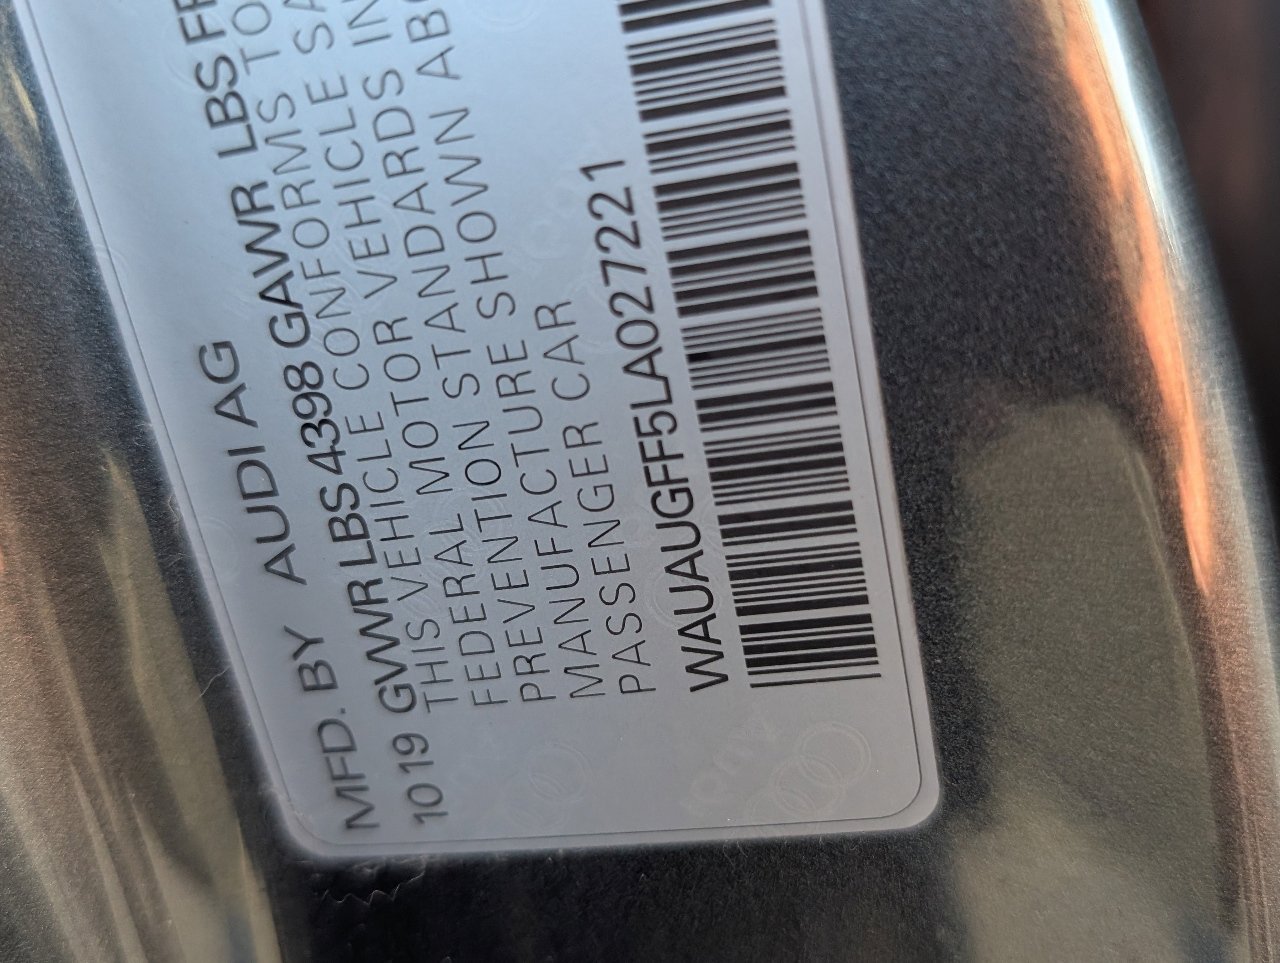 MFD. BY AUDI AG
10 19 GVWR LBS 4398 GAWR LBS FR
THIS VEHICLE CONFORMS TO
FEDERAL MOTOR VEHICLE SA
PREVENTION STANDARDS IN
MANUFACTURE SHOWN AB
PASSENGER CAR
WAUAUGFF5LA027221